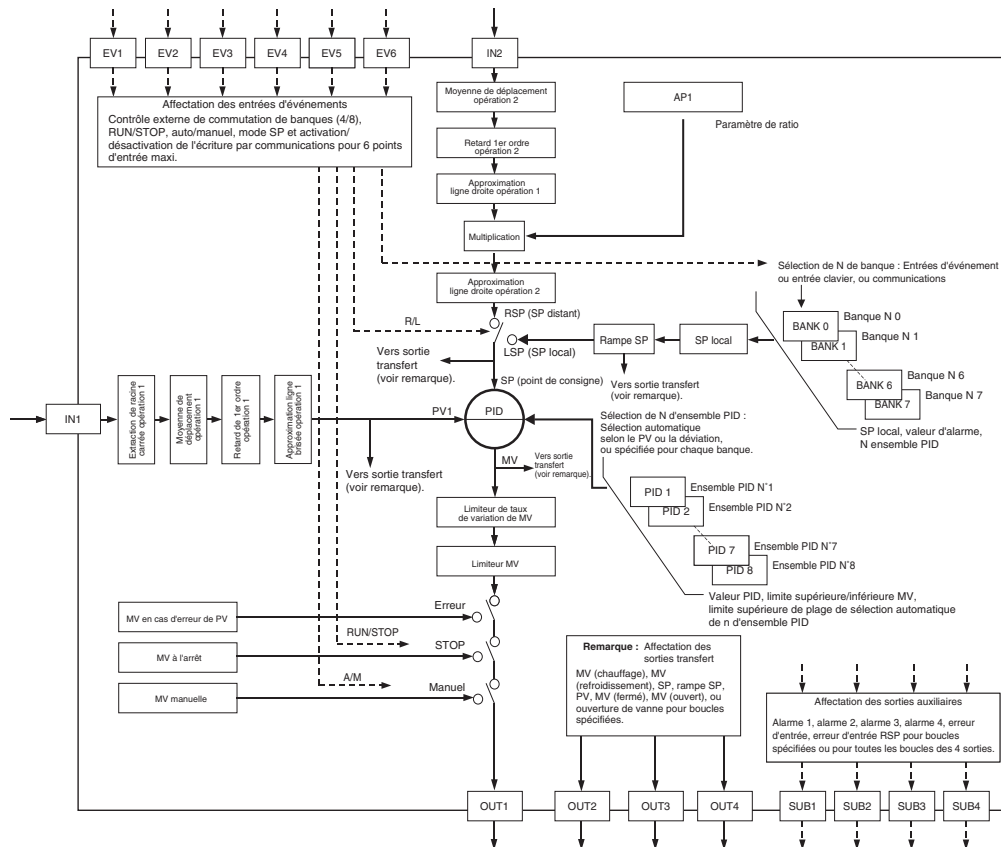 EV1 EV2 EV3 EV4 EV5 EV6 IN2
Affectation des entrées d'événements
Contrôle externe de commutation de banques (4/8),
RUN/STOP, auto/manuel, mode SP et activation/
désactivation de l'écriture par communications pour 6 points
d'entrée maxi.
Moyenne de déplacement
opération 2
Retard 1er ordre
opération 2
Approximation
ligne droite opération 1
Multiplication
Approximation
ligne droite opération 2
AP1
Paramètre de ratio
Sélection de N de banque : Entrées d'événement
ou entrée clavier, ou communications
BANK 0
Banque N 0
BANK 1
Banque N 1
BANK 6
Banque N 6
BANK 7
Banque N 7
SP local, valeur d'alarme,
N ensemble PID
R/L
RSP (SP distant)
LSP (SP local)
Rampe SP
SP local
Vers sortie
transfert
(voir remarque).
Vers sortie transfert
(voir remarque).
SP (point de consigne)
IN1
Extraction de racine
carrée opération 1
Moyenne de
déplacement
opération 1
Retard de 1er ordre
opération 1
Approximation ligne
brisée opération 1
PV1
PID
Vers sortie transfert
(voir remarque).
MV
Vers sortie
transfert
(voir remarque).
Sélection de N d'ensemble PID :
Sélection automatique
selon le PV ou la déviation,
ou spécifiée pour chaque banque.
PID 1
Ensemble PID N°1
PID 2
Ensemble PID N°2
PID 7
Ensemble PID N°7
PID 8
Ensemble PID N°8
Valeur PID, limite supérieure/inférieure MV,
limite supérieure de plage de sélection automatique
de n d'ensemble PID
Limiteur de taux
de variation de MV
Limiteur MV
MV en cas d'erreur de PV
Erreur
RUN/STOP
MV à l'arrêt
STOP
A/M
MV manuelle
Manuel
Remarque : Affectation des
sorties transfert
MV (chauffage), MV
(refroidissement), SP, rampe SP,
PV, MV (fermé), MV (ouvert), ou
ouverture de vanne pour boucles
spécifiées.
Affectation des sorties auxiliaires
Alarme 1, alarme 2, alarme 3, alarme 4, erreur
d'entrée, erreur d'entrée RSP pour boucles
spécifiées ou pour toutes les boucles des 4 sorties.
OUT1 OUT2 OUT3 OUT4 SUB1 SUB2 SUB3 SUB4